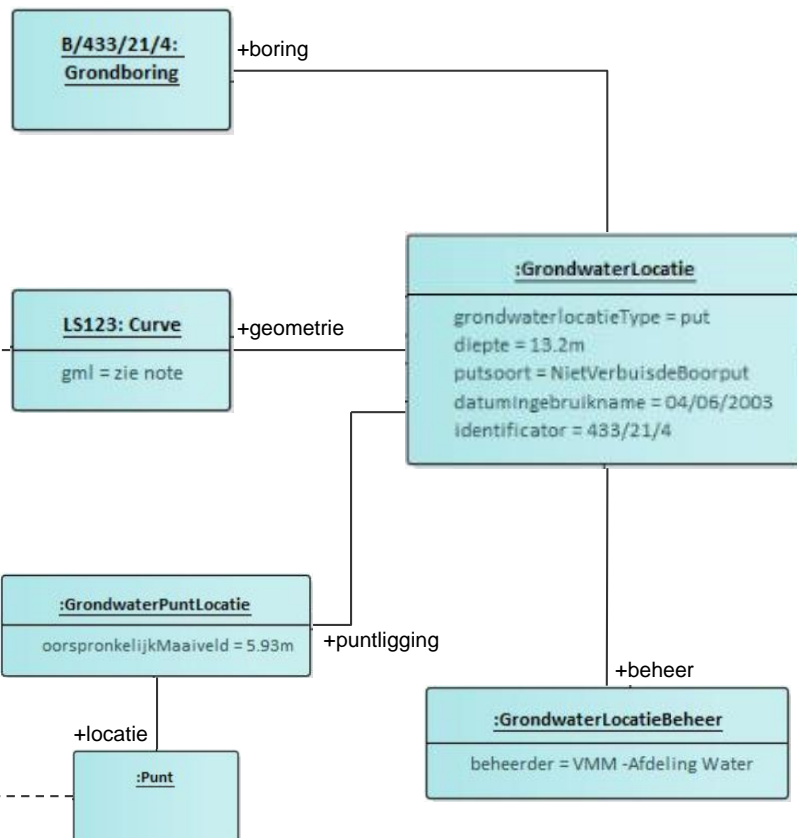 B/433/21/4:
Grondboring
+boring
:GrondwaterLocatie
grondwaterlocatieType = put
diepte = 13.2m
putsoort = NietVerbuisdeBoorput
datumIngebruikname = 04/06/2003
identificator = 433/21/4
LS123: Curve
gml = zie note
+geometrie
:GrondwaterPuntLocatie
oorspronkelijkMaaiveld = 5.93m
+puntligging
+beheer
:GrondwaterLocatieBeheer
beheerder = VMM -Afdeling Water
+locatie
:Punt